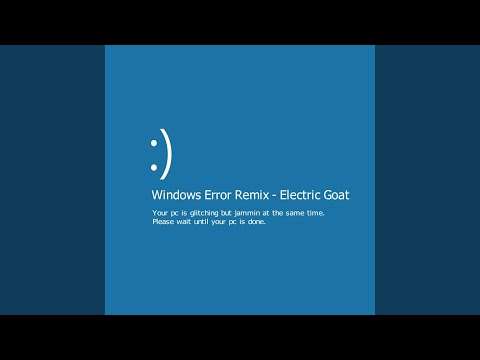 :)
Windows Error Remix - Electric Goat
Your pc is glitching but jammin at the same time.
Please wait until your pc is done.